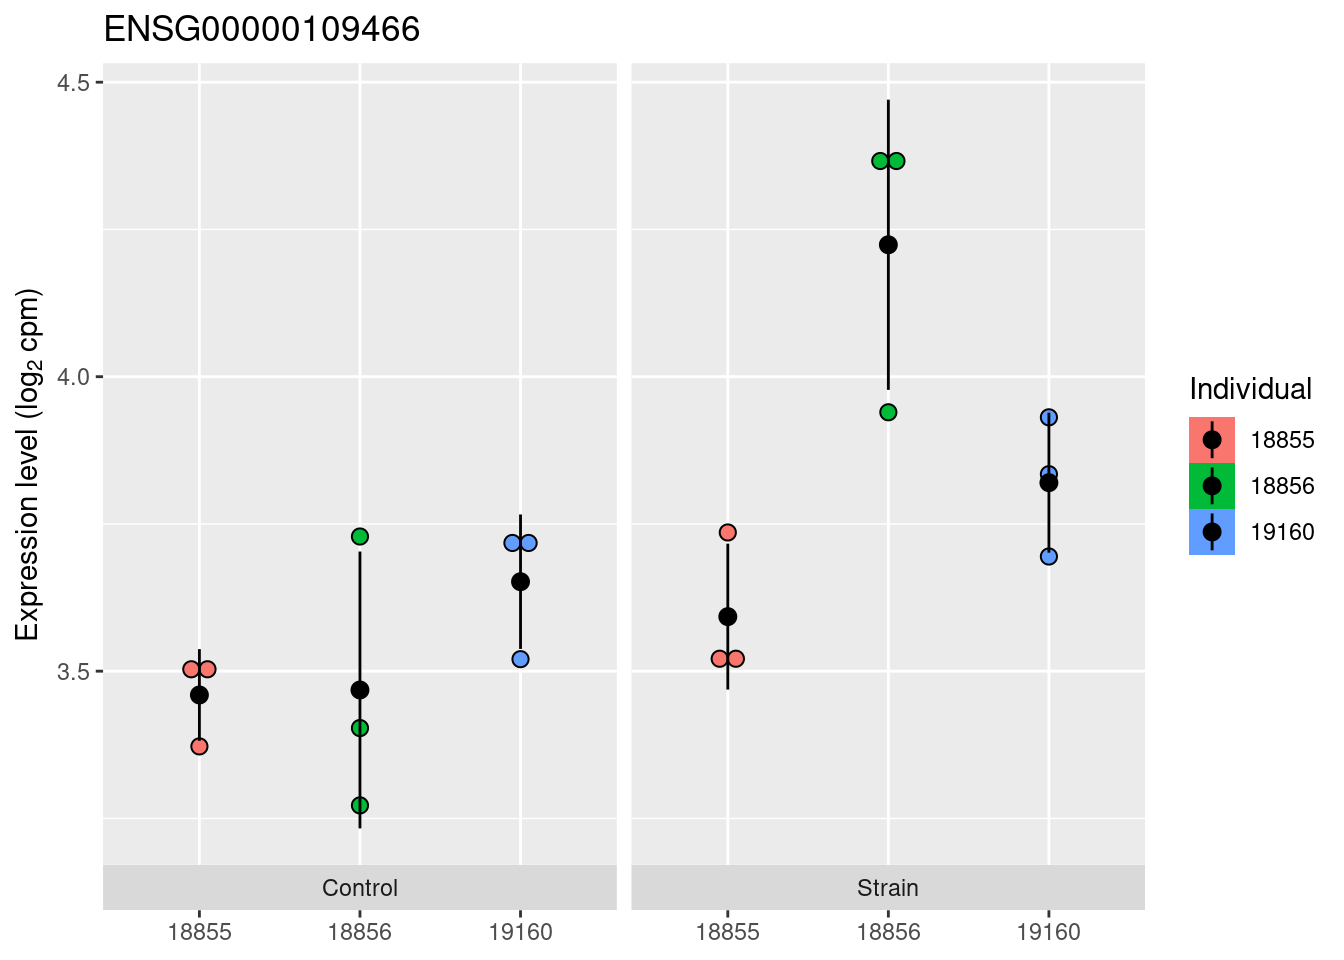 ENSG00000109466
Expression level (log₂ cpm)
4.5
4.0
3.5
Control
Strain
18855
18856
19160
18855
18856
19160
Individual
18855
18856
19160